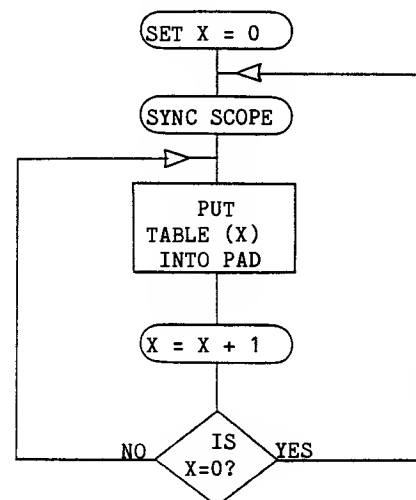 SET X = 0
SYNC SCOPE
PUT
TABLE (X)
INTO PAD
X = X + 1
IS
X=0?
NO
YES